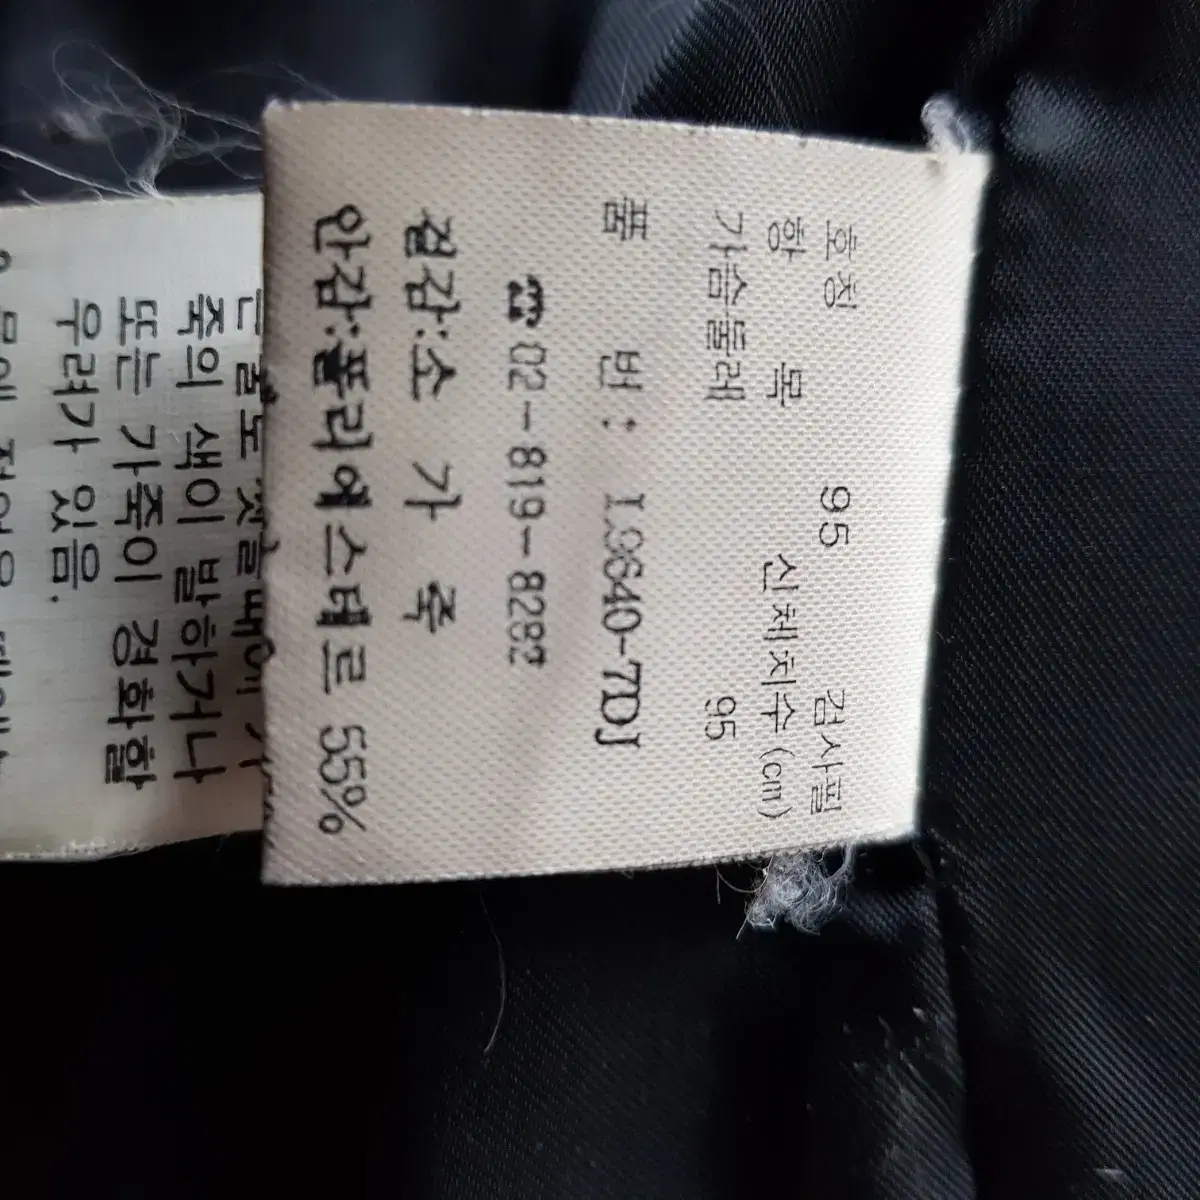 호칭 95 검사필
항 목 신체치수 (cm)
가슴둘레 95
품 번 : L9640-7DJ
☎ 02-819-8282
겉감:소 가 죽
안감:폴리에스테르 55%
죽의 색이 발하거나
또는 가죽이 경화할
우려가 있음.